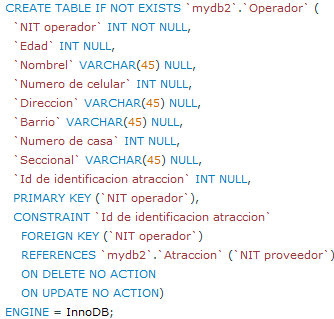 CREATE TABLE IF NOT EXISTS `mydb2`.`Operador` (
`NIT operador` INT NOT NULL,
`Edad` INT NULL,
`Nombrel` VARCHAR(45) NULL,
`Numero de celular` INT NULL,
`Direccion` VARCHAR(45) NULL,
`Barrio` VARCHAR(45) NULL,
`Numero de casa` INT NULL,
`Seccional` VARCHAR(45) NULL,
`Id de identificacion atraccion` INT NULL,
PRIMARY KEY (`NIT operador`),
CONSTRAINT `Id de identificacion atraccion`
FOREIGN KEY (`NIT operador`)
REFERENCES `mydb2`.`Atraccion` (`NIT proveedor`)
ON DELETE NO ACTION
ON UPDATE NO ACTION)
ENGINE = InnoDB;